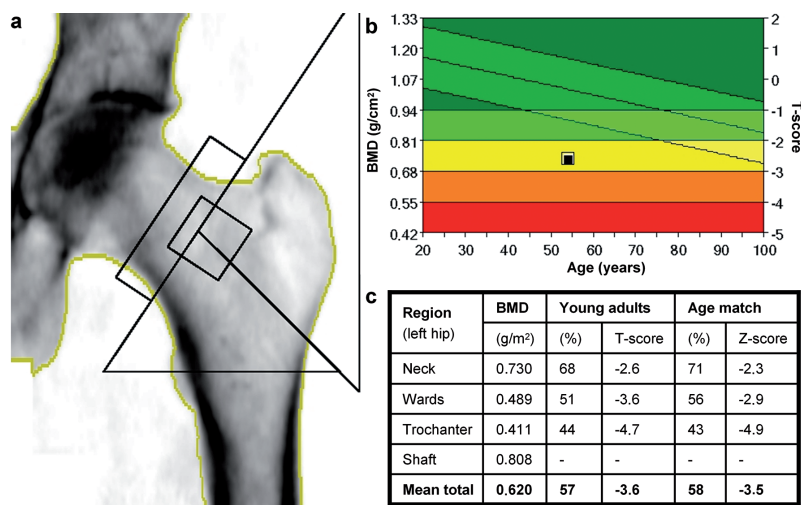 a
b
BMD (g/cm²)
1.33
1.20
1.07
0.94
0.81
0.68
0.55
0.42
2
1
0
-1
-2
-3
-4
-5
T-score
20 30 40 50 60 70 80 90 100
Age (years)
c
Region (left hip) BMD Young adults Age match
(g/m²) (%) T-score (%) Z-score
Neck 0.730 68 -2.6 71 -2.3
Wards 0.489 51 -3.6 56 -2.9
Trochanter 0.411 44 -4.7 43 -4.9
Shaft 0.808 - - - -
Mean total 0.620 57 -3.6 58 -3.5